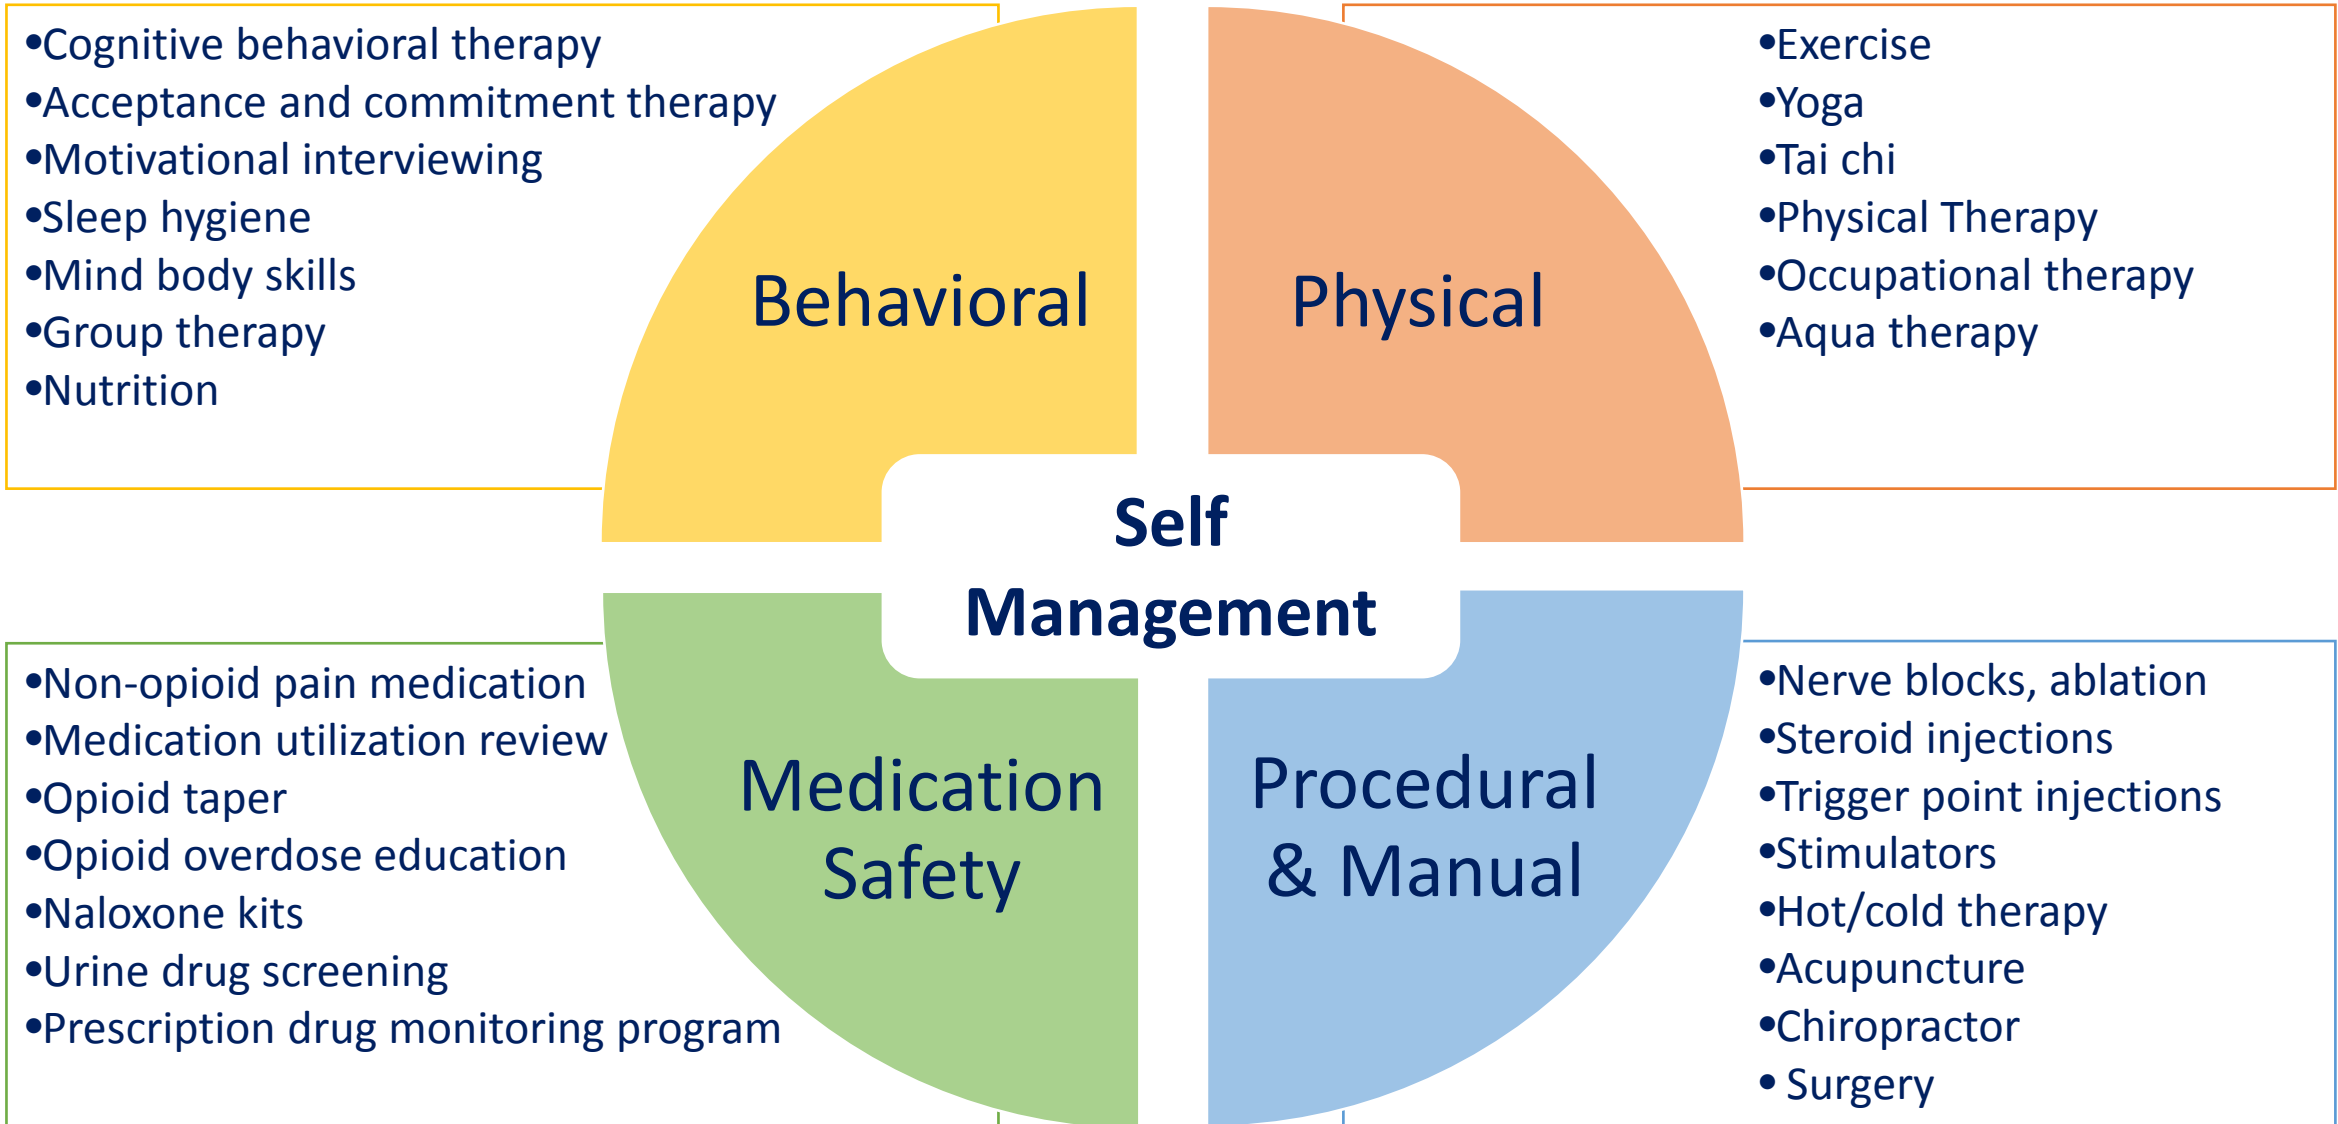 •Cognitive behavioral therapy
•Acceptance and commitment therapy
•Motivational interviewing
•Sleep hygiene
•Mind body skills
•Group therapy
•Nutrition
Behavioral
Physical
•Exercise
•Yoga
•Tai chi
•Physical Therapy
•Occupational therapy
•Aqua therapy
Self
Management
•Non-opioid pain medication
•Medication utilization review
•Opioid taper
•Opioid overdose education
•Naloxone kits
•Urine drug screening
•Prescription drug monitoring program
Medication
Safety
Procedural
& Manual
•Nerve blocks, ablation
•Steroid injections
•Trigger point injections
•Stimulators
•Hot/cold therapy
•Acupuncture
•Chiropractor
• Surgery